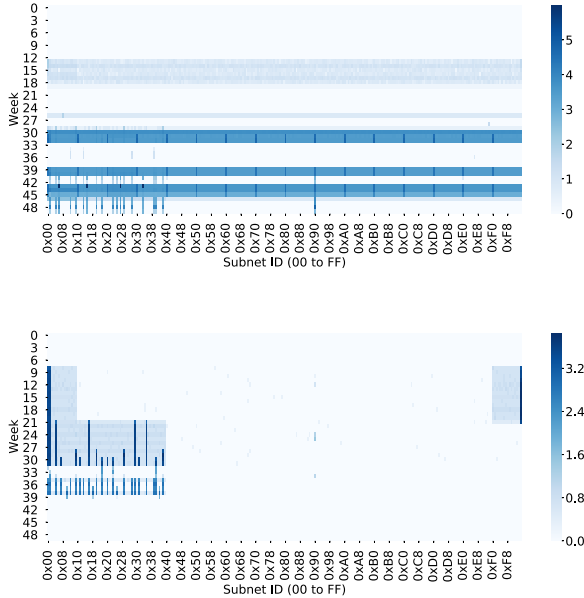 0
3
6
9
12
15
18
21
24
27
30
33
36
39
42
45
48
Week
0x00
0x08
0x10
0x18
0x20
0x28
0x30
0x38
0x40
0x48
0x50
0x58
0x60
0x68
0x70
0x78
0x80
0x88
0x90
0x98
0xA0
0xA8
0xB0
0xB8
0xC0
0xC8
0xD0
0xD8
0xE0
0xE8
0xF0
0xF8
Subnet ID (00 to FF)
5
4
3
2
1
0
0
3
6
9
12
15
18
21
24
27
30
33
36
39
42
45
48
Week
0x00
0x08
0x10
0x18
0x20
0x28
0x30
0x38
0x40
0x48
0x50
0x58
0x60
0x68
0x70
0x78
0x80
0x88
0x90
0x98
0xA0
0xA8
0xB0
0xB8
0xC0
0xC8
0xD0
0xD8
0xE0
0xE8
0xF0
0xF8
Subnet ID (00 to FF)
3.2
2.4
1.6
0.8
0.0